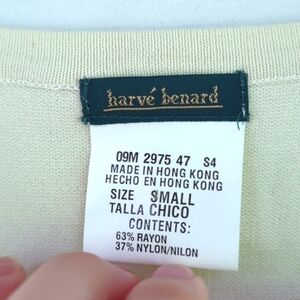 harvé benard
09M 2975 47 S4
MADE IN HONG KONG
HECHO EN HONG KONG
SIZE SMALL
TALLA CHICO
CONTENTS:
63% RAYON
37% NYLON/NILON